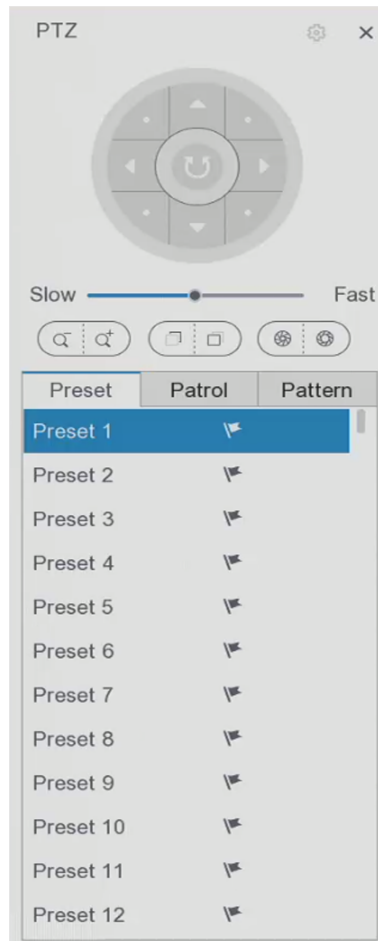 PTZ
Slow Fast
Preset Patrol Pattern
Preset 1
Preset 2
Preset 3
Preset 4
Preset 5
Preset 6
Preset 7
Preset 8
Preset 9
Preset 10
Preset 11
Preset 12